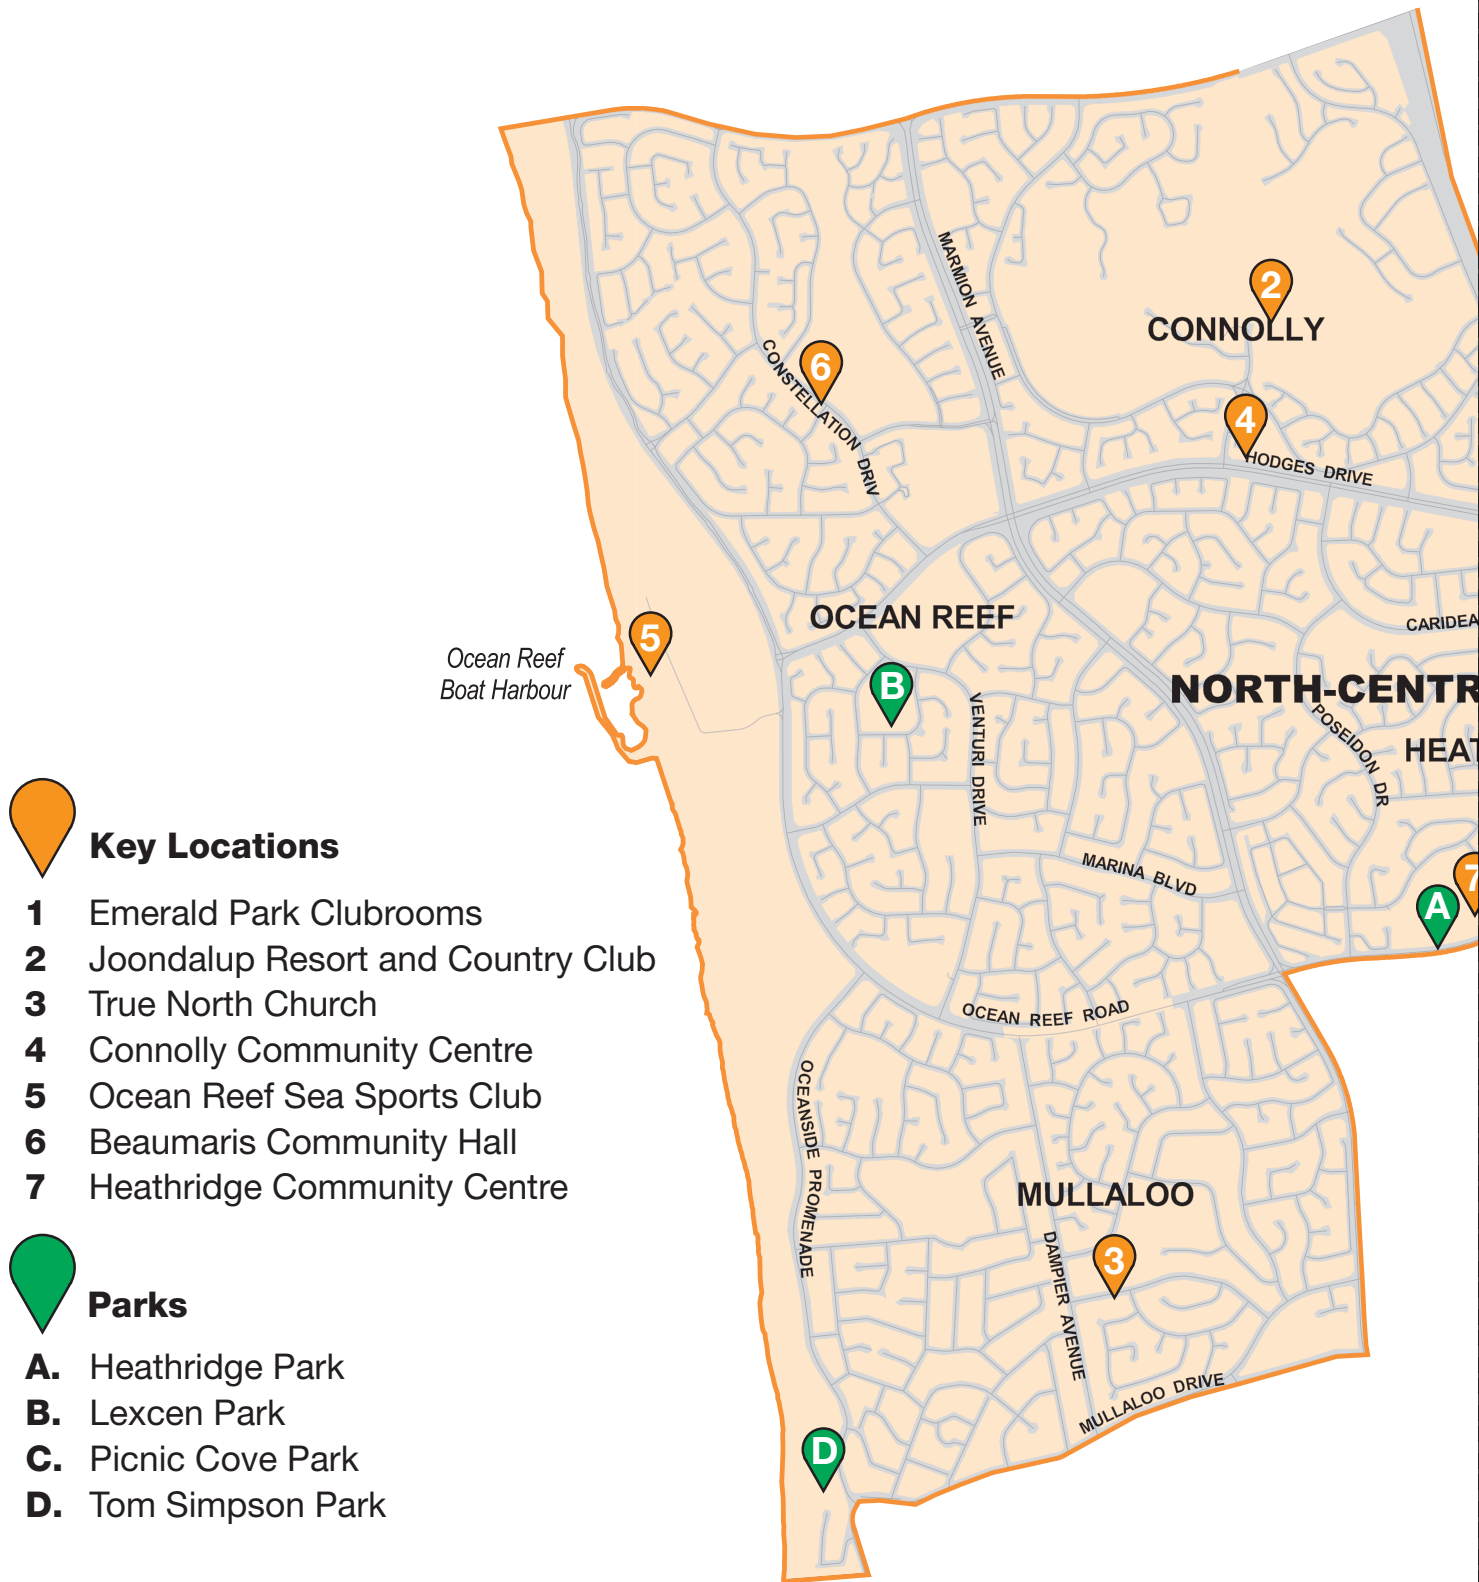 2
CONNOLLY
MARMION AVENUE
6
CONSTELLATION DRIV
4
HODGES DRIVE
OCEAN REEF
CARIDEA
5
Ocean Reef
Boat Harbour
B
VENTURI DRIVE
NORTH-CENTR
POSEIDON DR
HEAT
MARINA BLVD
7
A
OCEAN REEF ROAD
OCEANSIDE PROMENADE
MULLALOO
DAMPIER AVENUE
3
MULLALOO DRIVE
D
Key Locations
1 Emerald Park Clubrooms
2 Joondalup Resort and Country Club
3 True North Church
4 Connolly Community Centre
5 Ocean Reef Sea Sports Club
6 Beaumaris Community Hall
7 Heathridge Community Centre
Parks
A. Heathridge Park
B. Lexcen Park
C. Picnic Cove Park
D. Tom Simpson Park